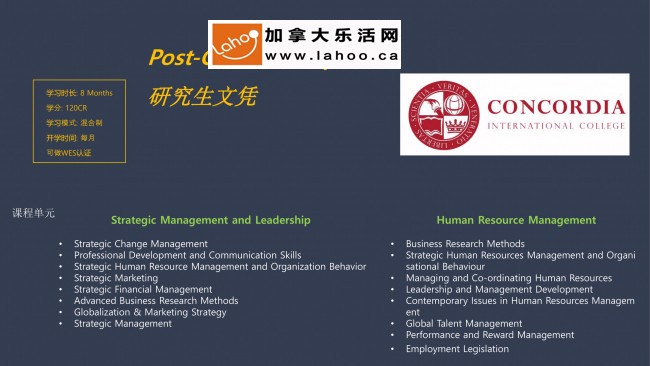 Lahoo
加拿大乐活网
www.lahoo.ca
研究生文凭
学习时长: 8 Months
学分: 120CR
学习模式: 混合制
开学时间: 每月
可做WES认证
SCIENTIA VERITAS VENERATIO LIBERTAS
CONCORDIA
INTERNATIONAL COLLEGE
课程单元
Strategic Management and Leadership
• Strategic Change Management
• Professional Development and Communication Skills
• Strategic Human Resource Management and Organization Behavior
• Strategic Marketing
• Strategic Financial Management
• Advanced Business Research Methods
• Globalization & Marketing Strategy
• Strategic Management
Human Resource Management
• Business Research Methods
• Strategic Human Resources Management and Organi
sational Behaviour
• Managing and Co-ordinating Human Resources
• Leadership and Management Development
• Contemporary Issues in Human Resources Managem
ent
• Global Talent Management
• Performance and Reward Management
• Employment Legislation